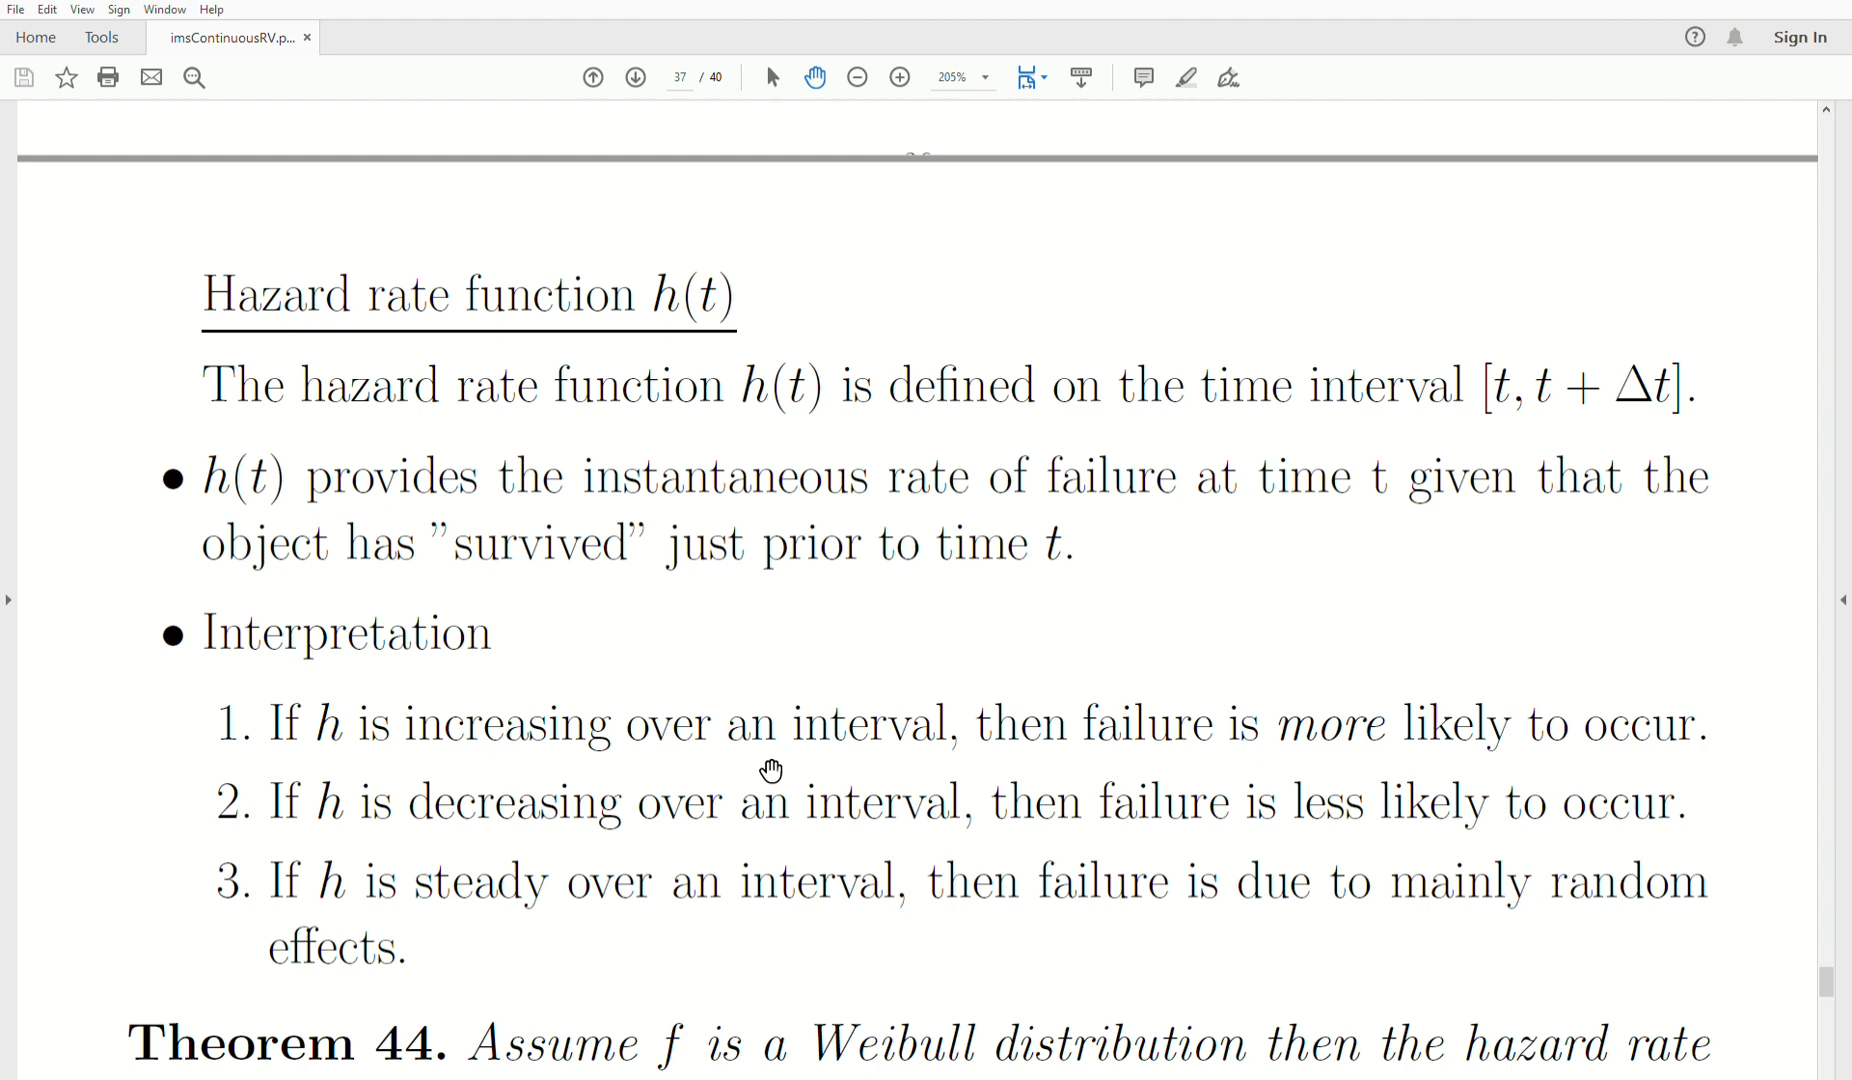 File Edit View Sign Window Help
Home Tools imsContinuousRV.p... × Sign In
37 / 40 205%
Hazard rate function h(t)
The hazard rate function h(t) is defined on the time interval [t, t + Δt].
• h(t) provides the instantaneous rate of failure at time t given that the
object has ”survived” just prior to time t.
• Interpretation
1. If h is increasing over an interval, then failure is more likely to occur.
2. If h is decreasing over an interval, then failure is less likely to occur.
3. If h is steady over an interval, then failure is due to mainly random
effects.
Theorem 44. Assume f is a Weibull distribution then the hazard rate